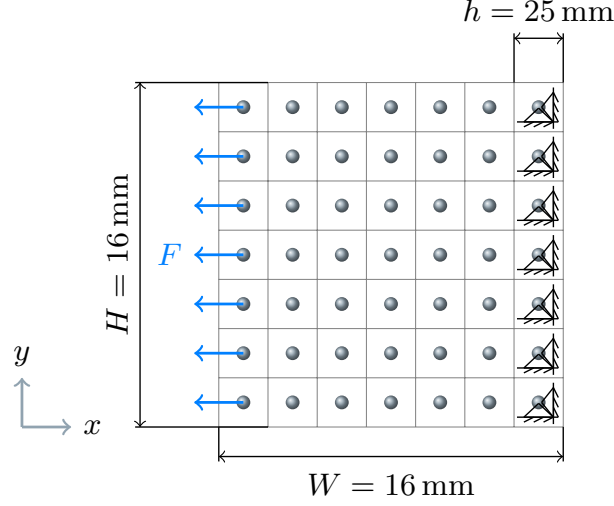 h = 25 mm
H = 16 mm
F
y
x
W = 16 mm